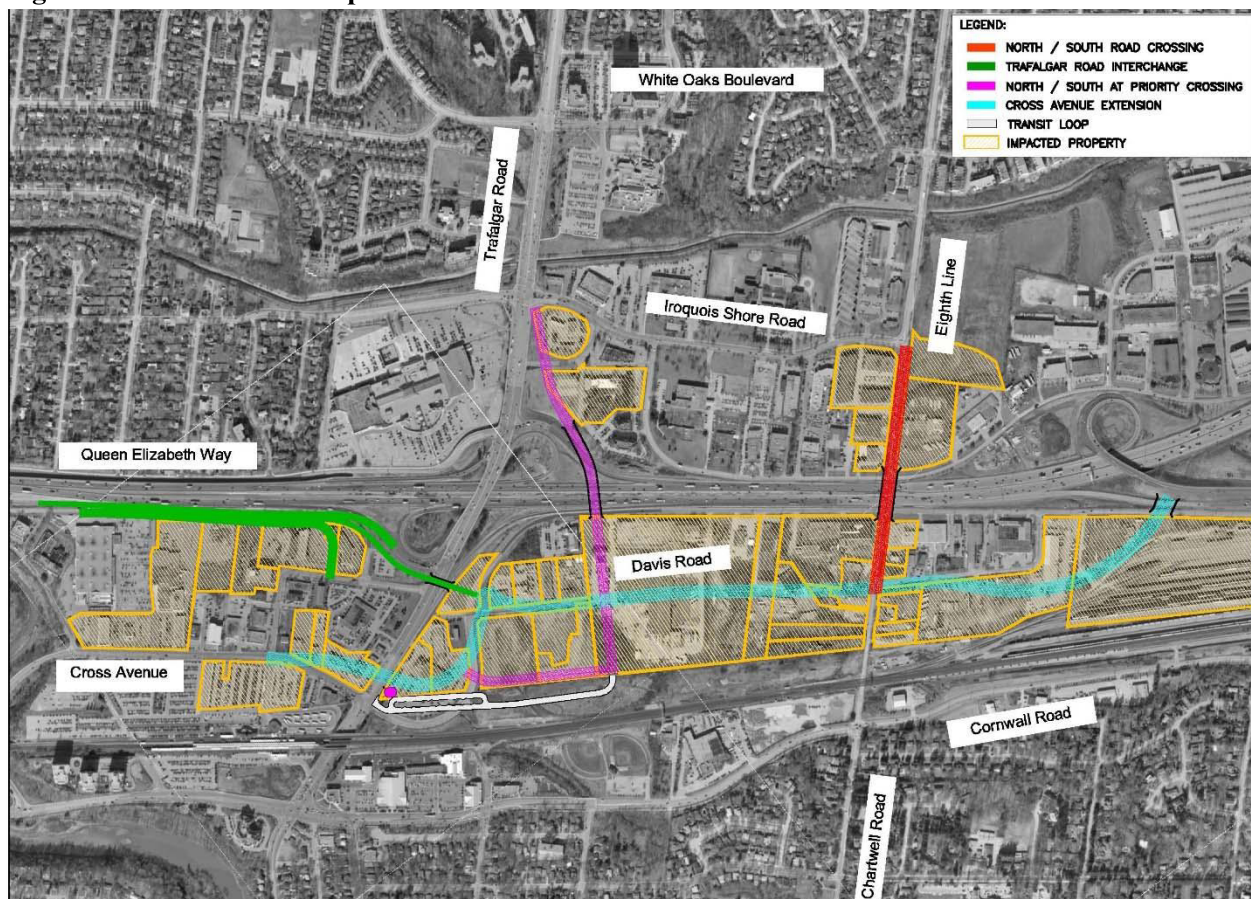 LEGEND:
NORTH / SOUTH ROAD CROSSING
TRAFALGAR ROAD INTERCHANGE
NORTH / SOUTH AT PRIORITY CROSSING
CROSS AVENUE EXTENSION
TRANSIT LOOP
IMPACTED PROPERTY
White Oaks Boulevard
Trafalgar Road
Iroquois Shore Road
Eighth Line
Queen Elizabeth Way
Davis Road
Cross Avenue
Cornwall Road
Chartwell Road